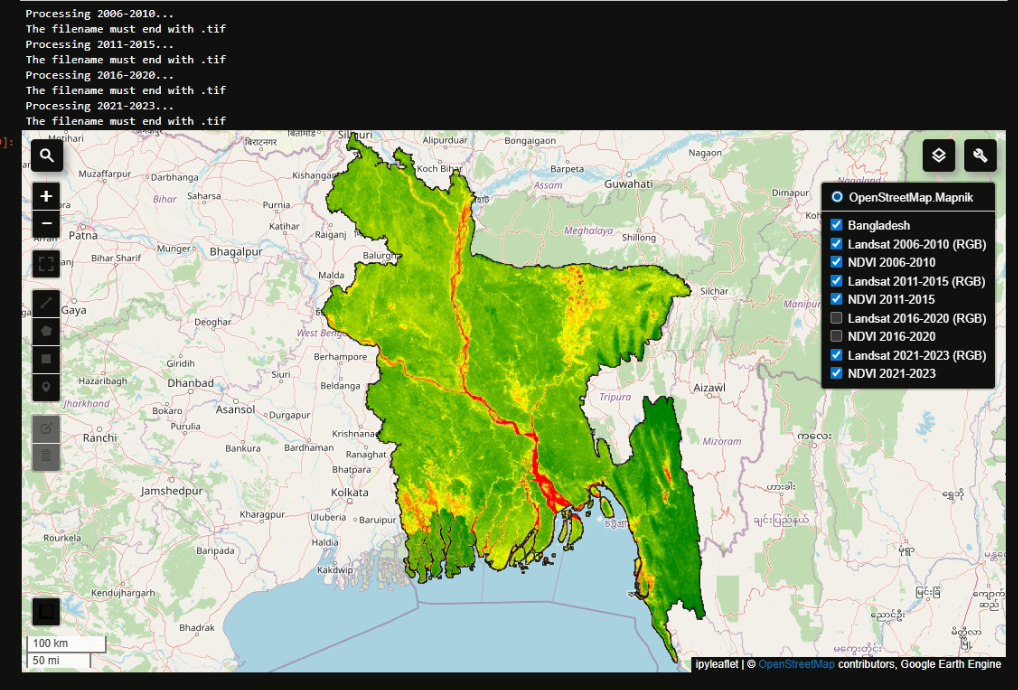 Processing 2006-2010...
The filename must end with .tif
Processing 2011-2015...
The filename must end with .tif
Processing 2016-2020...
The filename must end with .tif
Processing 2021-2023...
The filename must end with .tif
Alipurduar
Bongaigaon
Nagaon
Muzaffarpur
Darbhanga
Kishangan
Koch Bihar
Barpeta
Guwahati
Assam
Nagaland
Dimapur
Saharsa
Bihar
Purnia
Katihar
Raiganj
Meghalaya
Shillong
Patna
Munger
Bhagalpur
Balurgh
Bihar Sharif
Malda
Silchar
Manipur
Gaya
Deoghar
West Beng
Berhampore
Giridih
Siuri
Hazaribagh
Dhanbad
Beldanga
Tripura
Aizawl
Jharkhand
Bokaro
Asansol
Durgapur
Purulia
Krishnana
Mizoram
Ranchi
Bankura
Bardhaman
Ranaghat
Bhatpara
Jamshedpur
Kolkata
Kharagpur
Uluberia
Baruipur
Rourkela
Haldia
Baripada
Kakdwip
Kendujhargarh
Bhadrak
OpenStreetMap.Mapnik
Bangladesh
Landsat 2006-2010 (RGB)
NDVI 2006-2010
Landsat 2011-2015 (RGB)
NDVI 2011-2015
Landsat 2016-2020 (RGB)
NDVI 2016-2020
Landsat 2021-2023 (RGB)
NDVI 2021-2023
100 km
50 mi
ipyleaflet | © OpenStreetMap contributors, Google Earth Engine